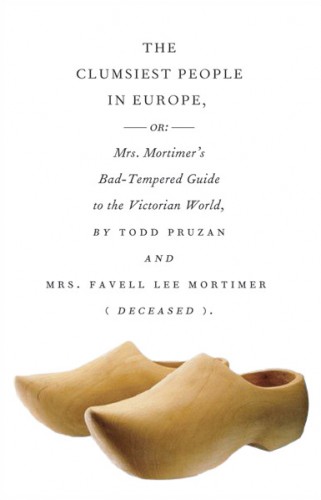 THE
CLUMSIEST PEOPLE
IN EUROPE,
— OR: —
Mrs. Mortimer's
Bad-Tempered Guide
to the Victorian World,
BY TODD PRUZAN
AND
MRS. FAVELL LEE MORTIMER
( DECEASED ).